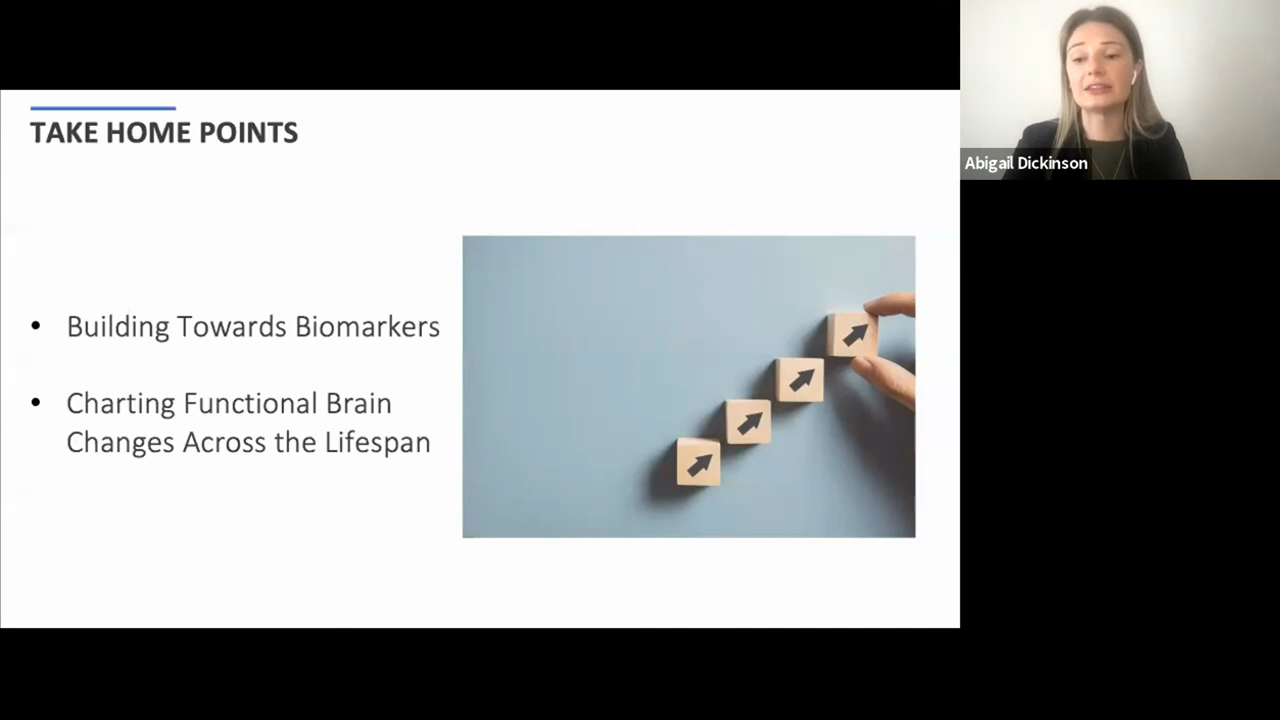 TAKE HOME POINTS
• Building Towards Biomarkers
• Charting Functional Brain
Changes Across the Lifespan
Abigail Dickinson